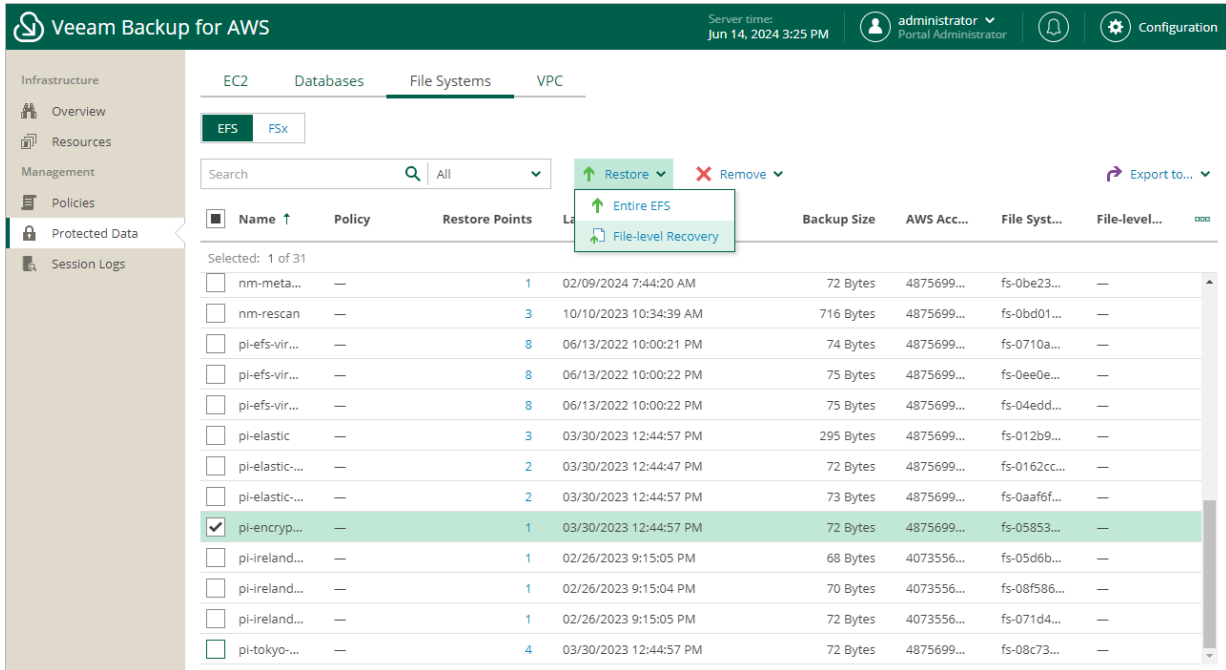 Veeam Backup for AWS
Server time:
Jun 14, 2024 3:25 PM
administrator
Portal Administrator
Configuration
Infrastructure
Overview
Resources
Management
Policies
Protected Data
Session Logs
EC2 Databases File Systems VPC
EFS FSx
Search All Restore Remove Export to...
Entire EFS
File-level Recovery
Name ↑ Policy Restore Points La Backup Size AWS Acc... File Syst... File-level...
Selected: 1 of 31
nm-meta... — 1 02/09/2024 7:44:20 AM 72 Bytes 4875699... fs-0be23... —
nm-rescan — 3 10/10/2023 10:34:39 AM 716 Bytes 4875699... fs-0bd01... —
pi-efs-vir... — 8 06/13/2022 10:00:21 PM 74 Bytes 4875699... fs-0710a... —
pi-efs-vir... — 8 06/13/2022 10:00:22 PM 75 Bytes 4875699... fs-0ee0e... —
pi-efs-vir... — 8 06/13/2022 10:00:22 PM 75 Bytes 4875699... fs-04edd... —
pi-elastic — 3 03/30/2023 12:44:57 PM 295 Bytes 4875699... fs-012b9... —
pi-elastic-... — 2 03/30/2023 12:44:47 PM 72 Bytes 4875699... fs-0162cc... —
pi-elastic-... — 2 03/30/2023 12:44:57 PM 73 Bytes 4875699... fs-0aaf6f... —
pi-encryp... — 1 03/30/2023 12:44:57 PM 72 Bytes 4875699... fs-05853... —
pi-ireland... — 1 02/26/2023 9:15:05 PM 68 Bytes 4073556... fs-05d6b... —
pi-ireland... — 1 02/26/2023 9:15:04 PM 70 Bytes 4073556... fs-08f586... —
pi-ireland... — 1 02/26/2023 9:15:05 PM 72 Bytes 4073556... fs-071d4... —
pi-tokyo-... — 4 03/30/2023 12:44:57 PM 72 Bytes 4875699... fs-08c73... —